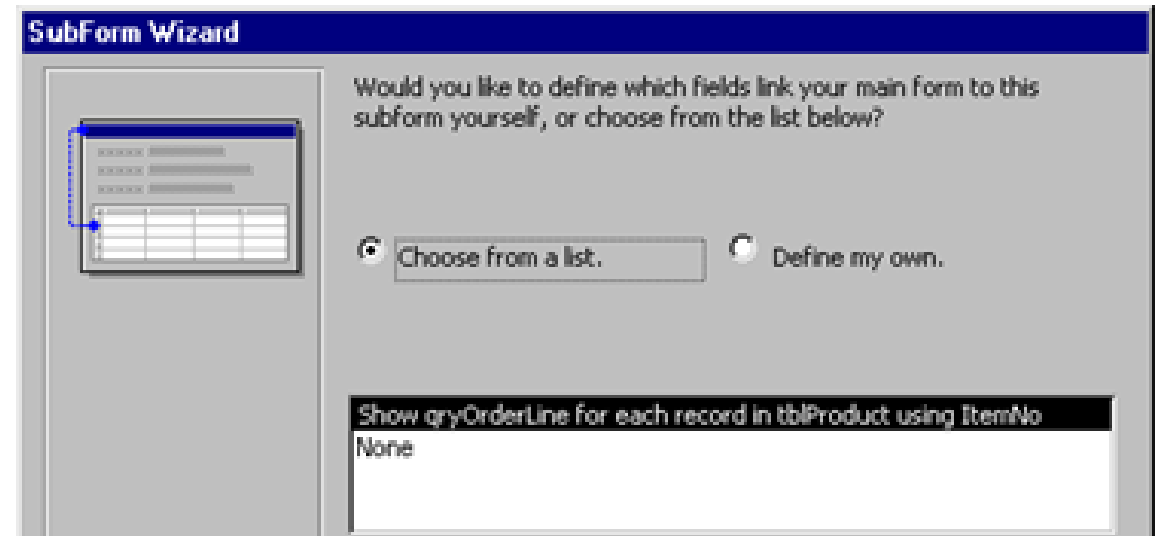 SubForm Wizard
Would you like to define which fields link your main form to this
subform yourself, or choose from the list below?
Choose from a list.
Define my own.
Show qryOrderLine for each record in tblProduct using ItemNo
None